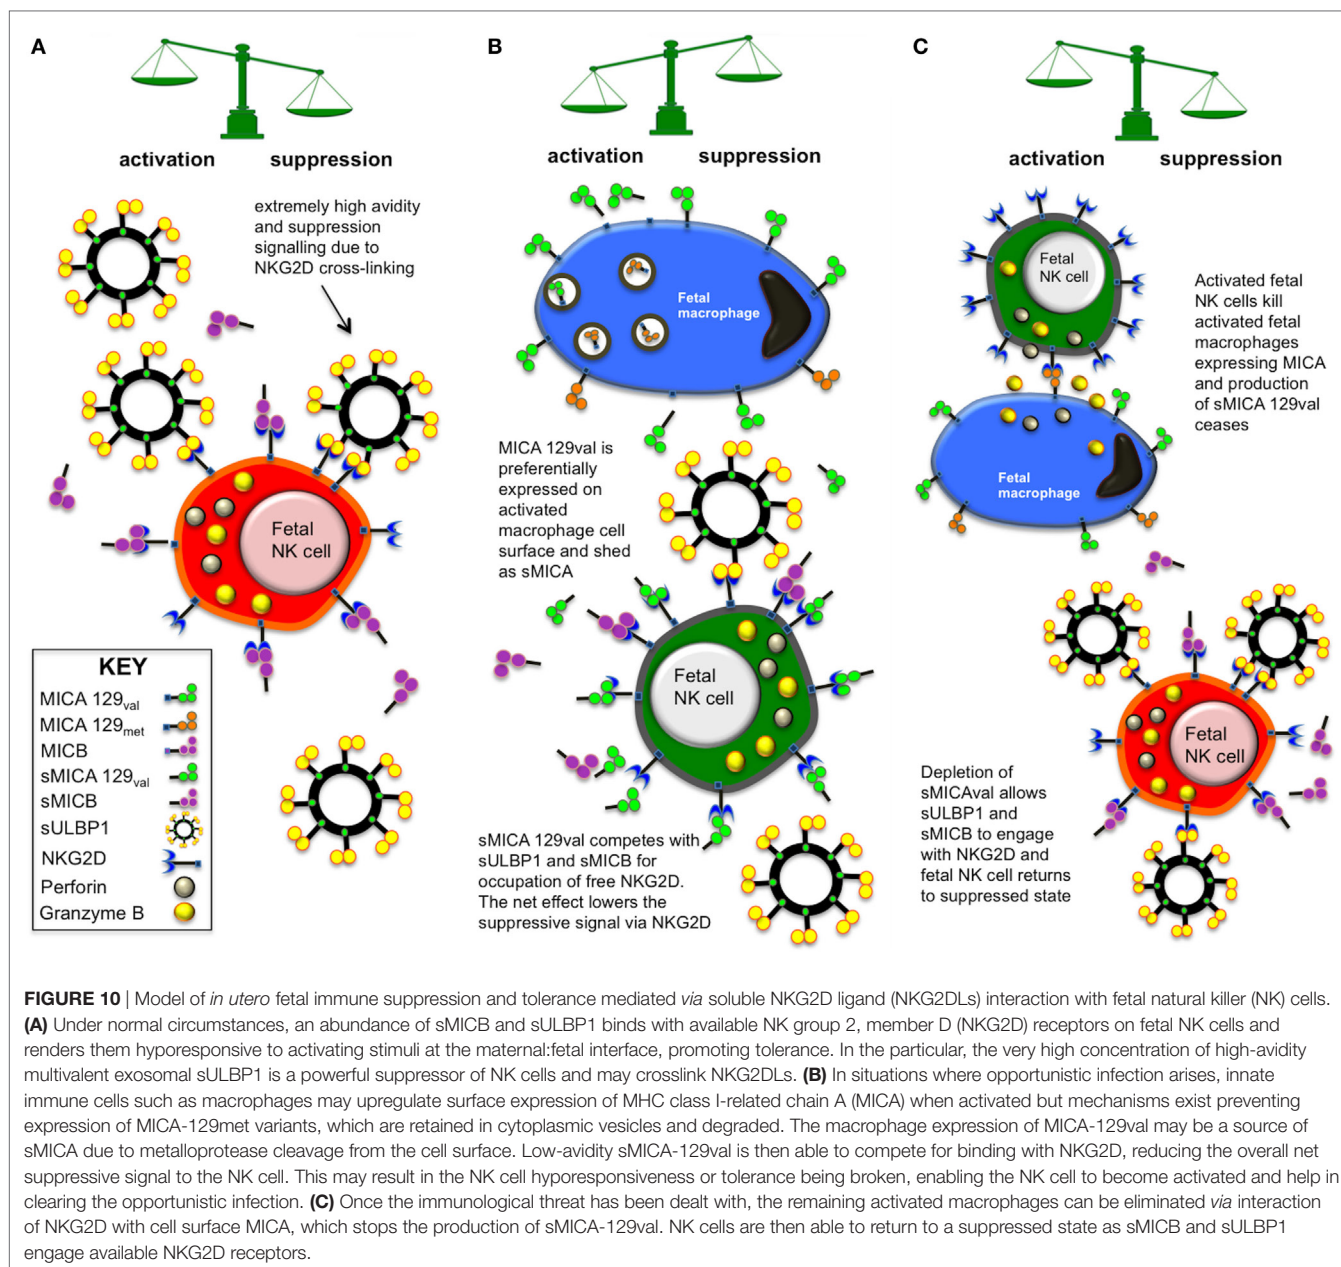 A
activation suppression
extremely high avidity
and suppression
signalling due to
NKG2D cross-linking
Fetal
NK cell
KEY
MICA 129val
MICA 129met
MICB
sMICA 129val
sMICB
sULBP1
NKG2D
Perforin
Granzyme B
B
activation suppression
Fetal
macrophage
MICA 129val is
preferentially
expressed on
activated
macrophage cell
surface and shed
as sMICA
Fetal
NK cell
sMICA 129val competes with
sULBP1 and sMICB for
occupation of free NKG2D.
The net effect lowers the
suppressive signal via NKG2D
C
activation suppression
Fetal
NK cell
Activated fetal
NK cells kill
activated fetal
macrophages
expressing MICA
and production
of sMICA 129val
ceases
Fetal
macrophage
Fetal
NK cell
Depletion of
sMICAval allows
sULBP1 and
sMICB to engage
with NKG2D and
fetal NK cell returns
to suppressed state
FIGURE 10 | Model of in utero fetal immune suppression and tolerance mediated via soluble NKG2D ligand (NKG2DLs) interaction with fetal natural killer (NK) cells.
(A) Under normal circumstances, an abundance of sMICB and sULBP1 binds with available NK group 2, member D (NKG2D) receptors on fetal NK cells and
renders them hyporesponsive to activating stimuli at the maternal:fetal interface, promoting tolerance. In the particular, the very high concentration of high-avidity
multivalent exosomal sULBP1 is a powerful suppressor of NK cells and may crosslink NKG2DLs. (B) In situations where opportunistic infection arises, innate
immune cells such as macrophages may upregulate surface expression of MHC class I-related chain A (MICA) when activated but mechanisms exist preventing
expression of MICA-129met variants, which are retained in cytoplasmic vesicles and degraded. The macrophage expression of MICA-129val may be a source of
sMICA due to metalloprotease cleavage from the cell surface. Low-avidity sMICA-129val is then able to compete for binding with NKG2D, reducing the overall net
suppressive signal to the NK cell. This may result in the NK cell hyporesponsiveness or tolerance being broken, enabling the NK cell to become activated and help in
clearing the opportunistic infection. (C) Once the immunological threat has been dealt with, the remaining activated macrophages can be eliminated via interaction
of NKG2D with cell surface MICA, which stops the production of sMICA-129val. NK cells are then able to return to a suppressed state as sMICB and sULBP1
engage available NKG2D receptors.